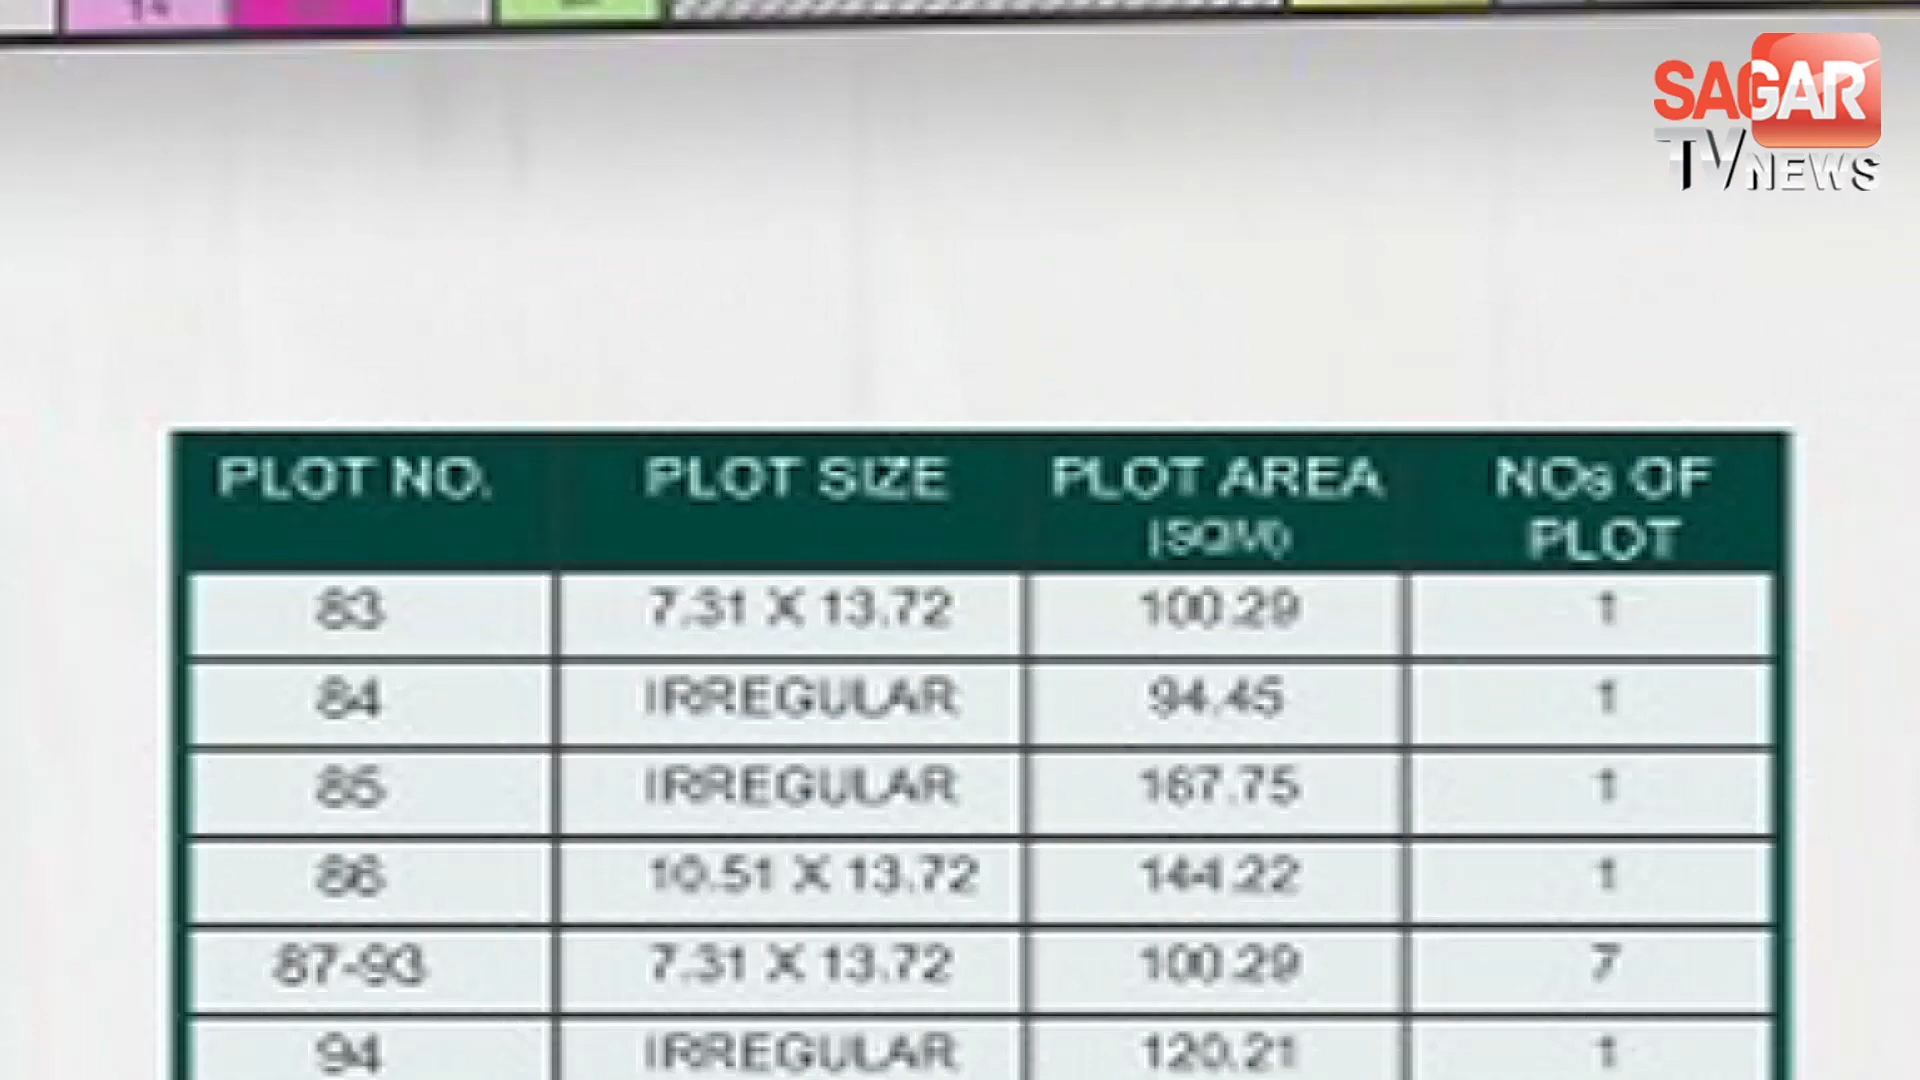 14
SAGAR
TV NEWS
PLOT NO. PLOT SIZE PLOT AREA NOs OF
(SQM) PLOT
83 7.31 X 13.72 100.29 1
84 IRREGULAR 94.45 1
85 IRREGULAR 167.75 1
86 10.51 X 13.72 144.22 1
87-93 7.31 X 13.72 100.29 7
94 IRREGULAR 120.21 1